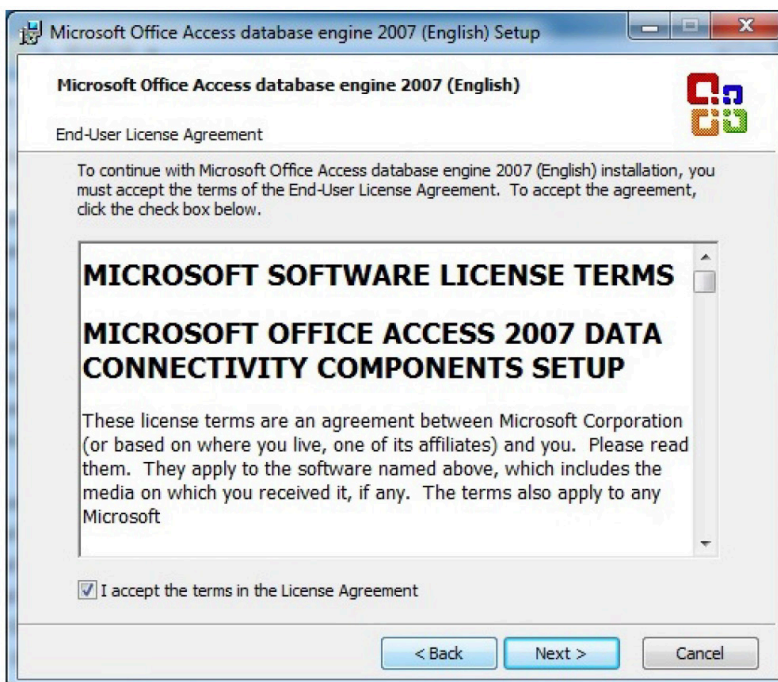 Microsoft Office Access database engine 2007 (English) Setup
Microsoft Office Access database engine 2007 (English)
End-User License Agreement
To continue with Microsoft Office Access database engine 2007 (English) installation, you
must accept the terms of the End-User License Agreement.  To accept the agreement,
click the check box below.
MICROSOFT SOFTWARE LICENSE TERMS
MICROSOFT OFFICE ACCESS 2007 DATA
CONNECTIVITY COMPONENTS SETUP
These license terms are an agreement between Microsoft Corporation
(or based on where you live, one of its affiliates) and you.  Please read
them.  They apply to the software named above, which includes the
media on which you received it, if any.  The terms also apply to any
Microsoft
I accept the terms in the License Agreement
< Back
Next >
Cancel